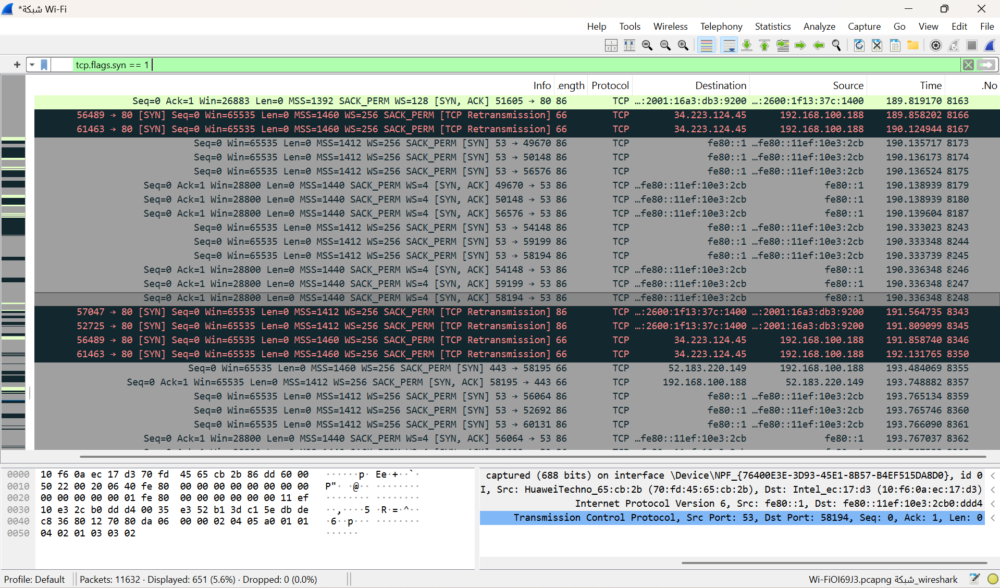 *شبكة Wi-Fi
Help Tools Wireless Telephony Statistics Analyze Capture Go View Edit File
tcp.flags.syn == 1
Info .ength Protocol Destination Source Time .No
Seq=0 Ack=1 Win=26883 Len=0 MSS=1392 SACK_PERM WS=128 [SYN, ACK] 51605 → 80 86 TCP …:2001:16a3:db3:9200 …:2600:1f13:37c:1400 189.819170 8163
56489 → 80 [SYN] Seq=0 Win=65535 Len=0 MSS=1460 WS=256 SACK_PERM [TCP Retransmission] 66 TCP 34.223.124.45 192.168.100.188 189.858202 8166
61463 → 80 [SYN] Seq=0 Win=65535 Len=0 MSS=1460 WS=256 SACK_PERM [TCP Retransmission] 66 TCP 34.223.124.45 192.168.100.188 190.124944 8167
Seq=0 Win=65535 Len=0 MSS=1412 WS=256 SACK_PERM [SYN] 53 → 49670 86 TCP fe80::1 …fe80::11ef:10e3:2cb 190.135717 8173
Seq=0 Win=65535 Len=0 MSS=1412 WS=256 SACK_PERM [SYN] 53 → 50148 86 TCP fe80::1 …fe80::11ef:10e3:2cb 190.136173 8174
Seq=0 Win=65535 Len=0 MSS=1412 WS=256 SACK_PERM [SYN] 53 → 56576 86 TCP fe80::1 …fe80::11ef:10e3:2cb 190.136524 8175
Seq=0 Ack=1 Win=28800 Len=0 MSS=1440 SACK_PERM WS=4 [SYN, ACK] 49670 → 53 86 TCP …fe80::11ef:10e3:2cb fe80::1 190.138939 8179
Seq=0 Ack=1 Win=28800 Len=0 MSS=1440 SACK_PERM WS=4 [SYN, ACK] 50148 → 53 86 TCP …fe80::11ef:10e3:2cb fe80::1 190.138939 8180
Seq=0 Ack=1 Win=28800 Len=0 MSS=1440 SACK_PERM WS=4 [SYN, ACK] 56576 → 53 86 TCP …fe80::11ef:10e3:2cb fe80::1 190.139604 8187
Seq=0 Win=65535 Len=0 MSS=1412 WS=256 SACK_PERM [SYN] 53 → 54148 86 TCP fe80::1 …fe80::11ef:10e3:2cb 190.333023 8243
Seq=0 Win=65535 Len=0 MSS=1412 WS=256 SACK_PERM [SYN] 53 → 59199 86 TCP fe80::1 …fe80::11ef:10e3:2cb 190.333348 8244
Seq=0 Win=65535 Len=0 MSS=1412 WS=256 SACK_PERM [SYN] 53 → 58194 86 TCP fe80::1 …fe80::11ef:10e3:2cb 190.333739 8245
Seq=0 Ack=1 Win=28800 Len=0 MSS=1440 SACK_PERM WS=4 [SYN, ACK] 54148 → 53 86 TCP …fe80::11ef:10e3:2cb fe80::1 190.336348 8246
Seq=0 Ack=1 Win=28800 Len=0 MSS=1440 SACK_PERM WS=4 [SYN, ACK] 59199 → 53 86 TCP …fe80::11ef:10e3:2cb fe80::1 190.336348 8247
Seq=0 Ack=1 Win=28800 Len=0 MSS=1440 SACK_PERM WS=4 [SYN, ACK] 58194 → 53 86 TCP …fe80::11ef:10e3:2cb fe80::1 190.336348 8248
57047 → 80 [SYN] Seq=0 Win=65535 Len=0 MSS=1412 WS=256 SACK_PERM [TCP Retransmission] 86 TCP …:2600:1f13:37c:1400 …:2001:16a3:db3:9200 191.564735 8343
52725 → 80 [SYN] Seq=0 Win=65535 Len=0 MSS=1412 WS=256 SACK_PERM [TCP Retransmission] 86 TCP …:2600:1f13:37c:1400 …:2001:16a3:db3:9200 191.809099 8345
56489 → 80 [SYN] Seq=0 Win=65535 Len=0 MSS=1460 WS=256 SACK_PERM [TCP Retransmission] 66 TCP 34.223.124.45 192.168.100.188 191.858740 8346
61463 → 80 [SYN] Seq=0 Win=65535 Len=0 MSS=1460 WS=256 SACK_PERM [TCP Retransmission] 66 TCP 34.223.124.45 192.168.100.188 192.131765 8350
Seq=0 Win=65535 Len=0 MSS=1460 WS=256 SACK_PERM [SYN] 443 → 58195 66 TCP 52.183.220.149 192.168.100.188 193.484069 8355
Seq=0 Ack=1 Win=65535 Len=0 MSS=1412 WS=256 SACK_PERM [SYN, ACK] 58195 → 443 66 TCP 192.168.100.188 52.183.220.149 193.748882 8357
Seq=0 Win=65535 Len=0 MSS=1412 WS=256 SACK_PERM [SYN] 53 → 56064 86 TCP fe80::1 …fe80::11ef:10e3:2cb 193.765134 8359
Seq=0 Win=65535 Len=0 MSS=1412 WS=256 SACK_PERM [SYN] 53 → 52692 86 TCP fe80::1 …fe80::11ef:10e3:2cb 193.765746 8360
Seq=0 Win=65535 Len=0 MSS=1412 WS=256 SACK_PERM [SYN] 53 → 60131 86 TCP fe80::1 …fe80::11ef:10e3:2cb 193.766090 8361
Seq=0 Ack=1 Win=28800 Len=0 MSS=1440 SACK_PERM WS=4 [SYN, ACK] 56064 → 53 86 TCP …fe80::11ef:10e3:2cb fe80::1 193.767037 8362
0000 10 f6 0a ec 17 d3 70 fd 45 65 cb 2b 86 dd 60 00 ······p· Ee·+··`·
0010 50 22 00 20 06 40 fe 80 00 00 00 00 00 00 00 00 P"· ·@·· ········
0020 00 00 00 00 00 01 fe 80 00 00 00 00 00 00 11 ef ········ ········
0030 10 e3 2c b0 dd d4 00 35 e3 52 b1 3d c1 5e db de ··,····5 ·R·=·^··
0040 c8 36 80 12 70 80 da 06 00 00 02 04 05 a0 01 01 ·6··p··· ········
0050 04 02 01 03 03 02 ······
captured (688 bits) on interface \Device\NPF_{76400E3E-3D93-45E1-8B57-B4EF515DA8D0}, id 0
I, Src: HuaweiTechno_65:cb:2b (70:fd:45:65:cb:2b), Dst: Intel_ec:17:d3 (10:f6:0a:ec:17:d3)
Internet Protocol Version 6, Src: fe80::1, Dst: fe80::11ef:10e3:2cb0:ddd4
Transmission Control Protocol, Src Port: 53, Dst Port: 58194, Seq: 0, Ack: 1, Len: 0
Profile: Default Packets: 11632 · Displayed: 651 (5.6%) · Dropped: 0 (0.0%) Wi-FiOI69J3.pcapng شبكة_wireshark